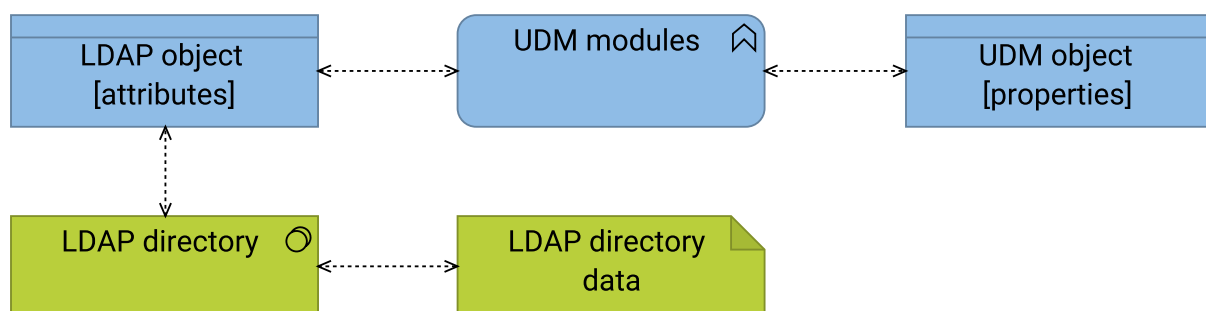 LDAP object
[attributes]
UDM modules
UDM object
[properties]
LDAP directory
LDAP directory
data